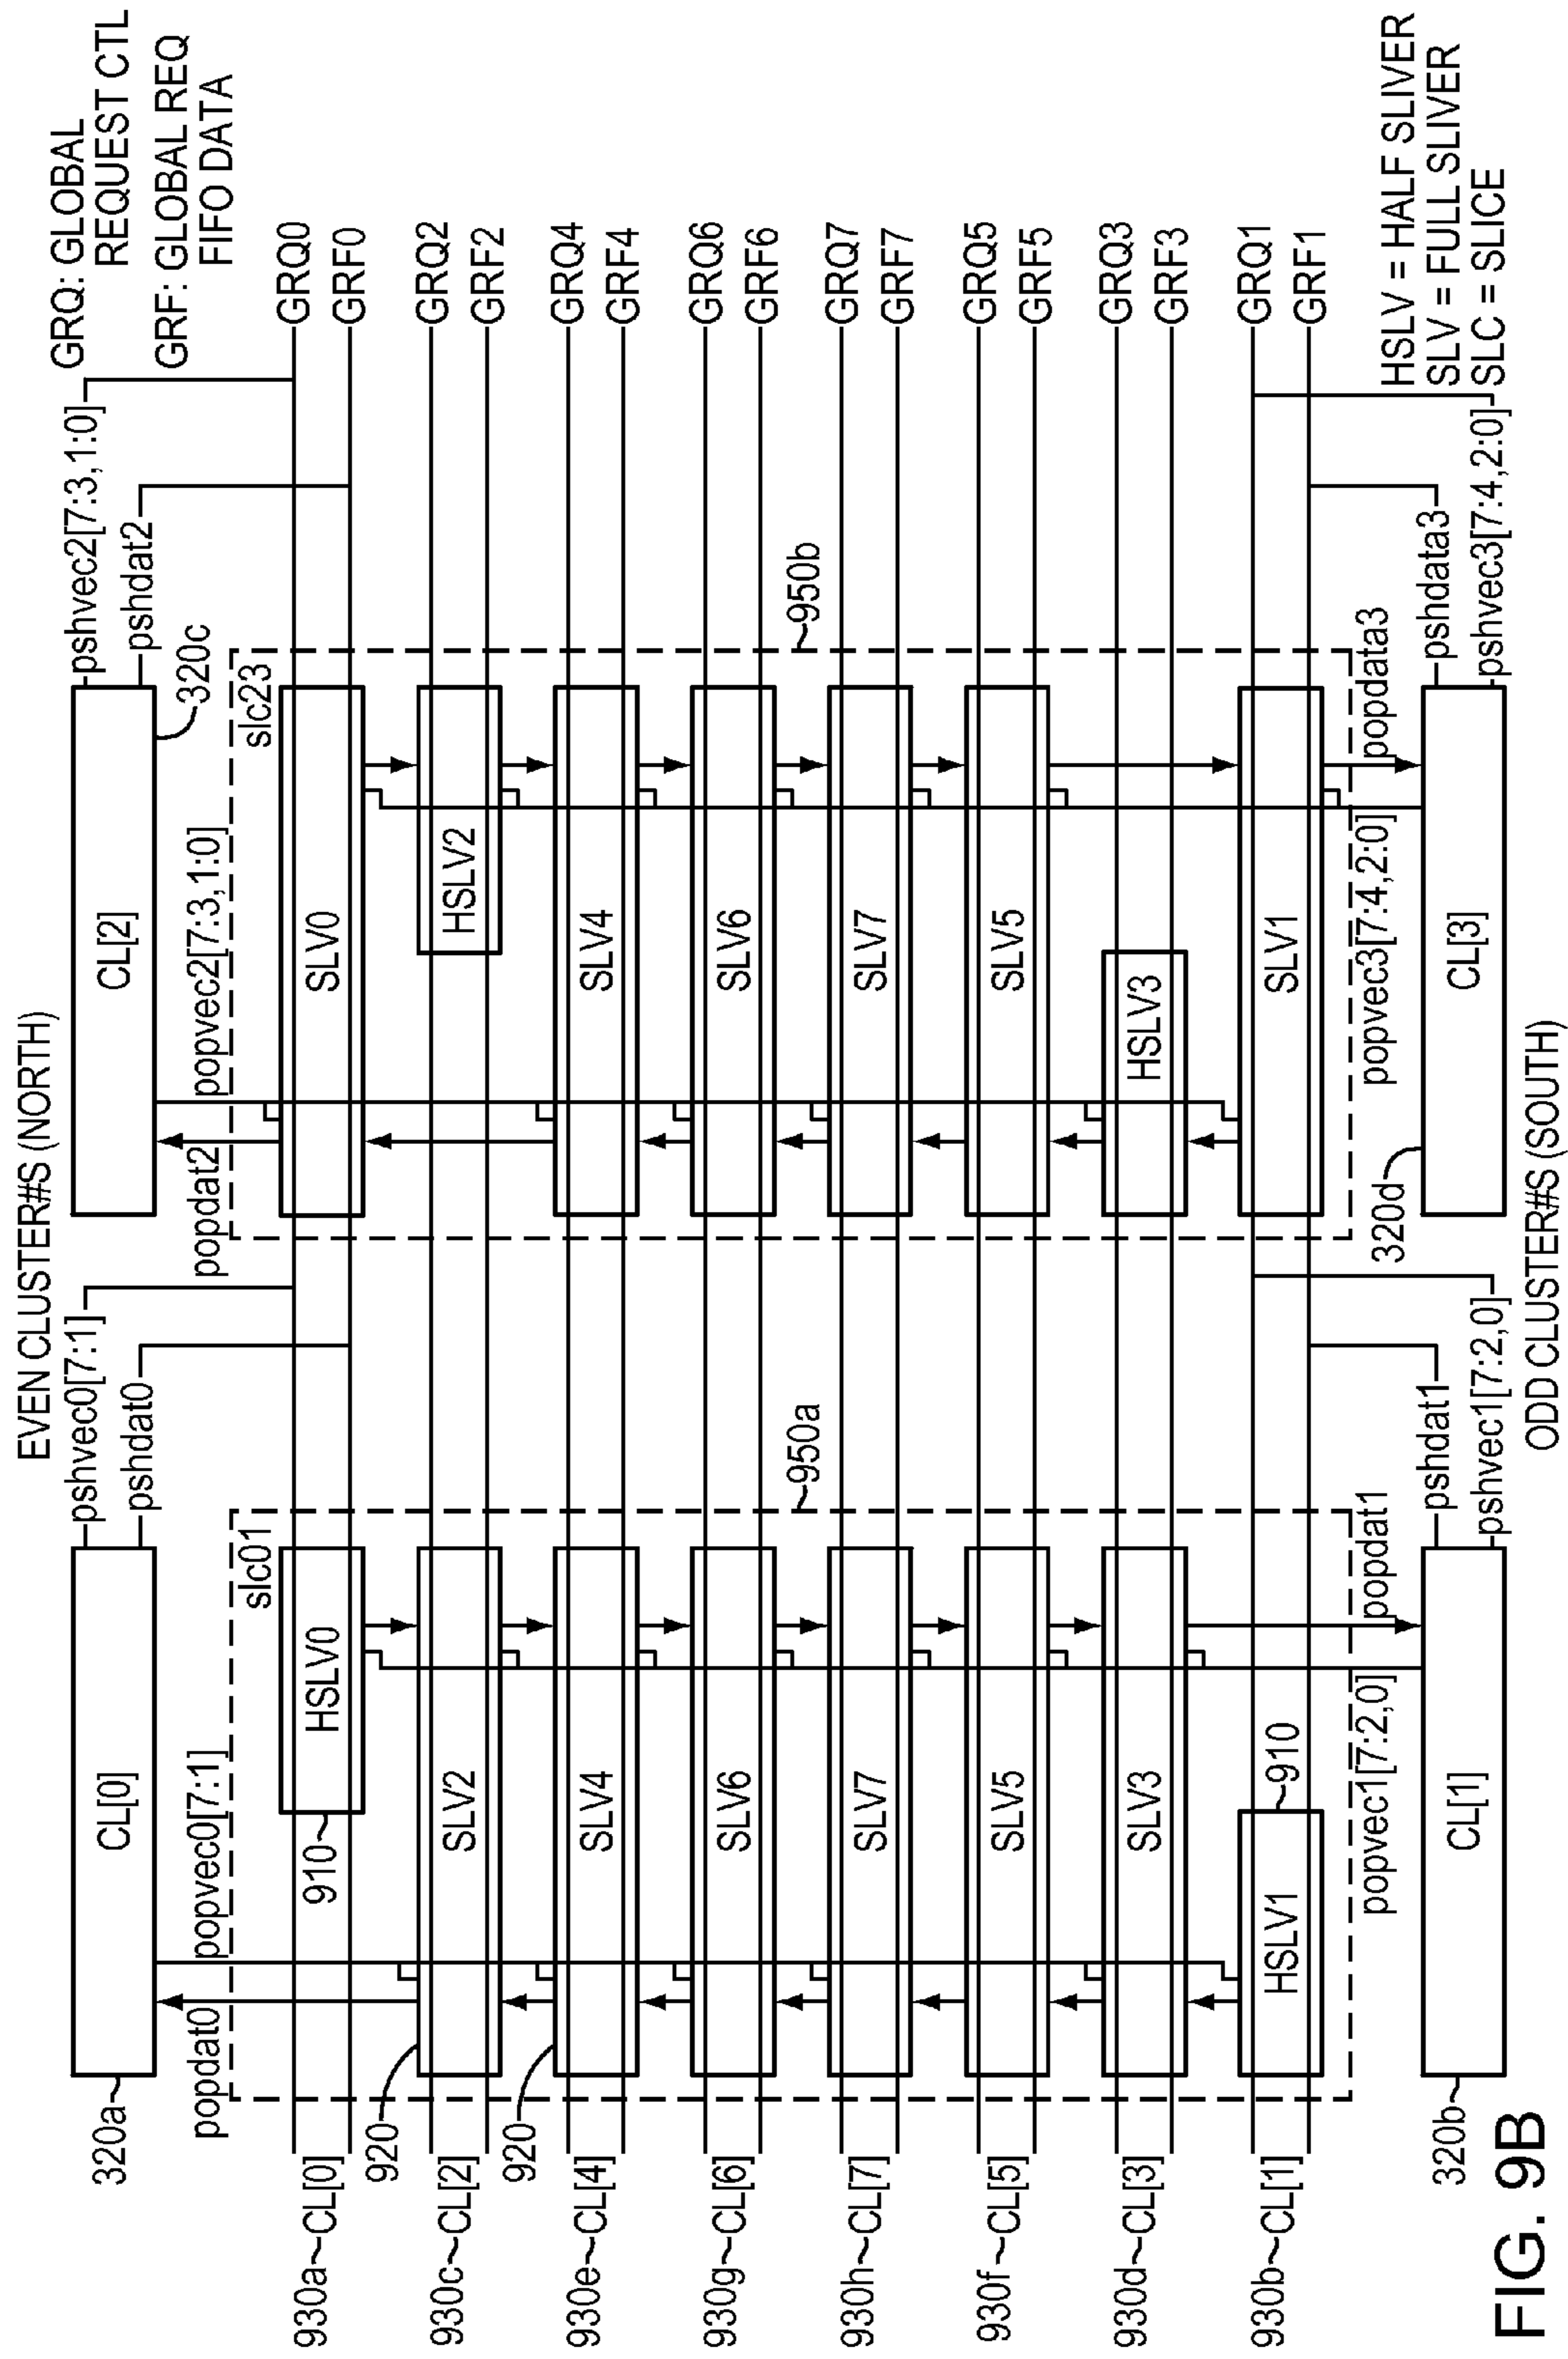 EVEN CLUSTER#S (NORTH)
GRQ: GLOBAL
REQUEST CTL
GRF: GLOBAL REQ
FIFO DATA
320a
CL[0]
pshvec0[7:1]
pshdat0
CL[2]
320c
pshvec2[7:3,1:0]
pshdat2
popdat0
popvec0[7:1]
slc01
popdat2
popvec2[7:3,1:0]
slc23
930a
CL[0]
910
HSLV0
SLV0
GRQ0
GRF0
930c
CL[2]
920
SLV2
HSLV2
GRQ2
GRF2
930e
CL[4]
920
SLV4
SLV4
GRQ4
GRF4
930g
CL[6]
SLV6
SLV6
GRQ6
GRF6
950a
950b
930h
CL[7]
SLV7
SLV7
GRQ7
GRF7
930f
CL[5]
SLV5
SLV5
GRQ5
GRF5
930d
CL[3]
SLV3
HSLV3
GRQ3
GRF3
930b
CL[1]
HSLV1
910
SLV1
GRQ1
GRF1
popvec1[7:2,0]
popdat1
popvec3[7:4,2:0]
popdata3
320b
CL[1]
pshdat1
pshvec1[7:2,0]
320d
CL[3]
pshdata3
pshvec3[7:4,2:0]
HSLV = HALF SLIVER
SLV = FULL SLIVER
SLC = SLICE
ODD CLUSTER#S (SOUTH)
FIG. 9B